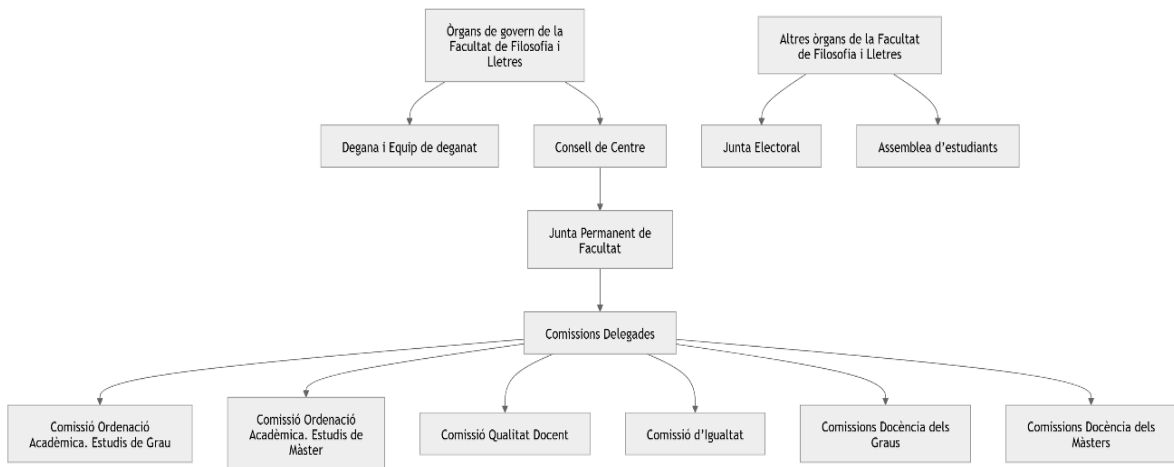 Òrgans de govern de la
Facultat de Filosofia i
Lletres
Altres òrgans de la Facultat
de Filosofia i Lletres
Degana i Equip de deganat
Consell de Centre
Junta Electoral
Assemblea d'estudiants
Junta Permanent de
Facultat
Comissions Delegades
Comissió Ordenació
Acadèmica. Estudis de Grau
Comissió Ordenació
Acadèmica. Estudis de
Màster
Comissió Qualitat Docent
Comissió d'Igualtat
Comissions Docència dels
Graus
Comissions Docència dels
Màsters